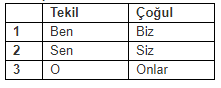 Tekil Çoğul
1 Ben Biz
2 Sen Siz
3 O Onlar